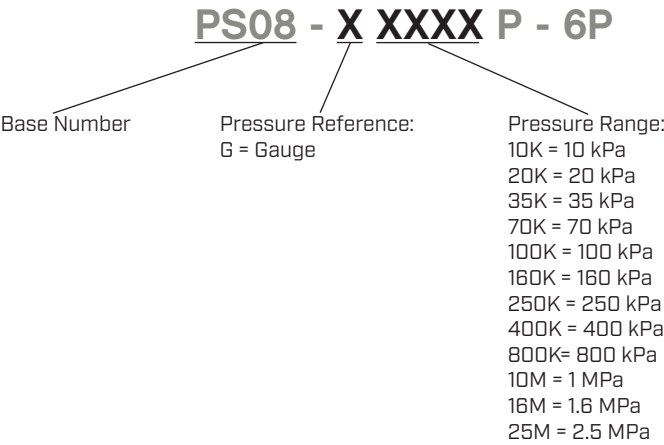 PS08 - X XXXX P - 6P
Base Number
Pressure Reference:
G = Gauge
Pressure Range:
10K = 10 kPa
20K = 20 kPa
35K = 35 kPa
70K = 70 kPa
100K = 100 kPa
160K = 160 kPa
250K = 250 kPa
400K = 400 kPa
800K= 800 kPa
10M = 1 MPa
16M = 1.6 MPa
25M = 2.5 MPa